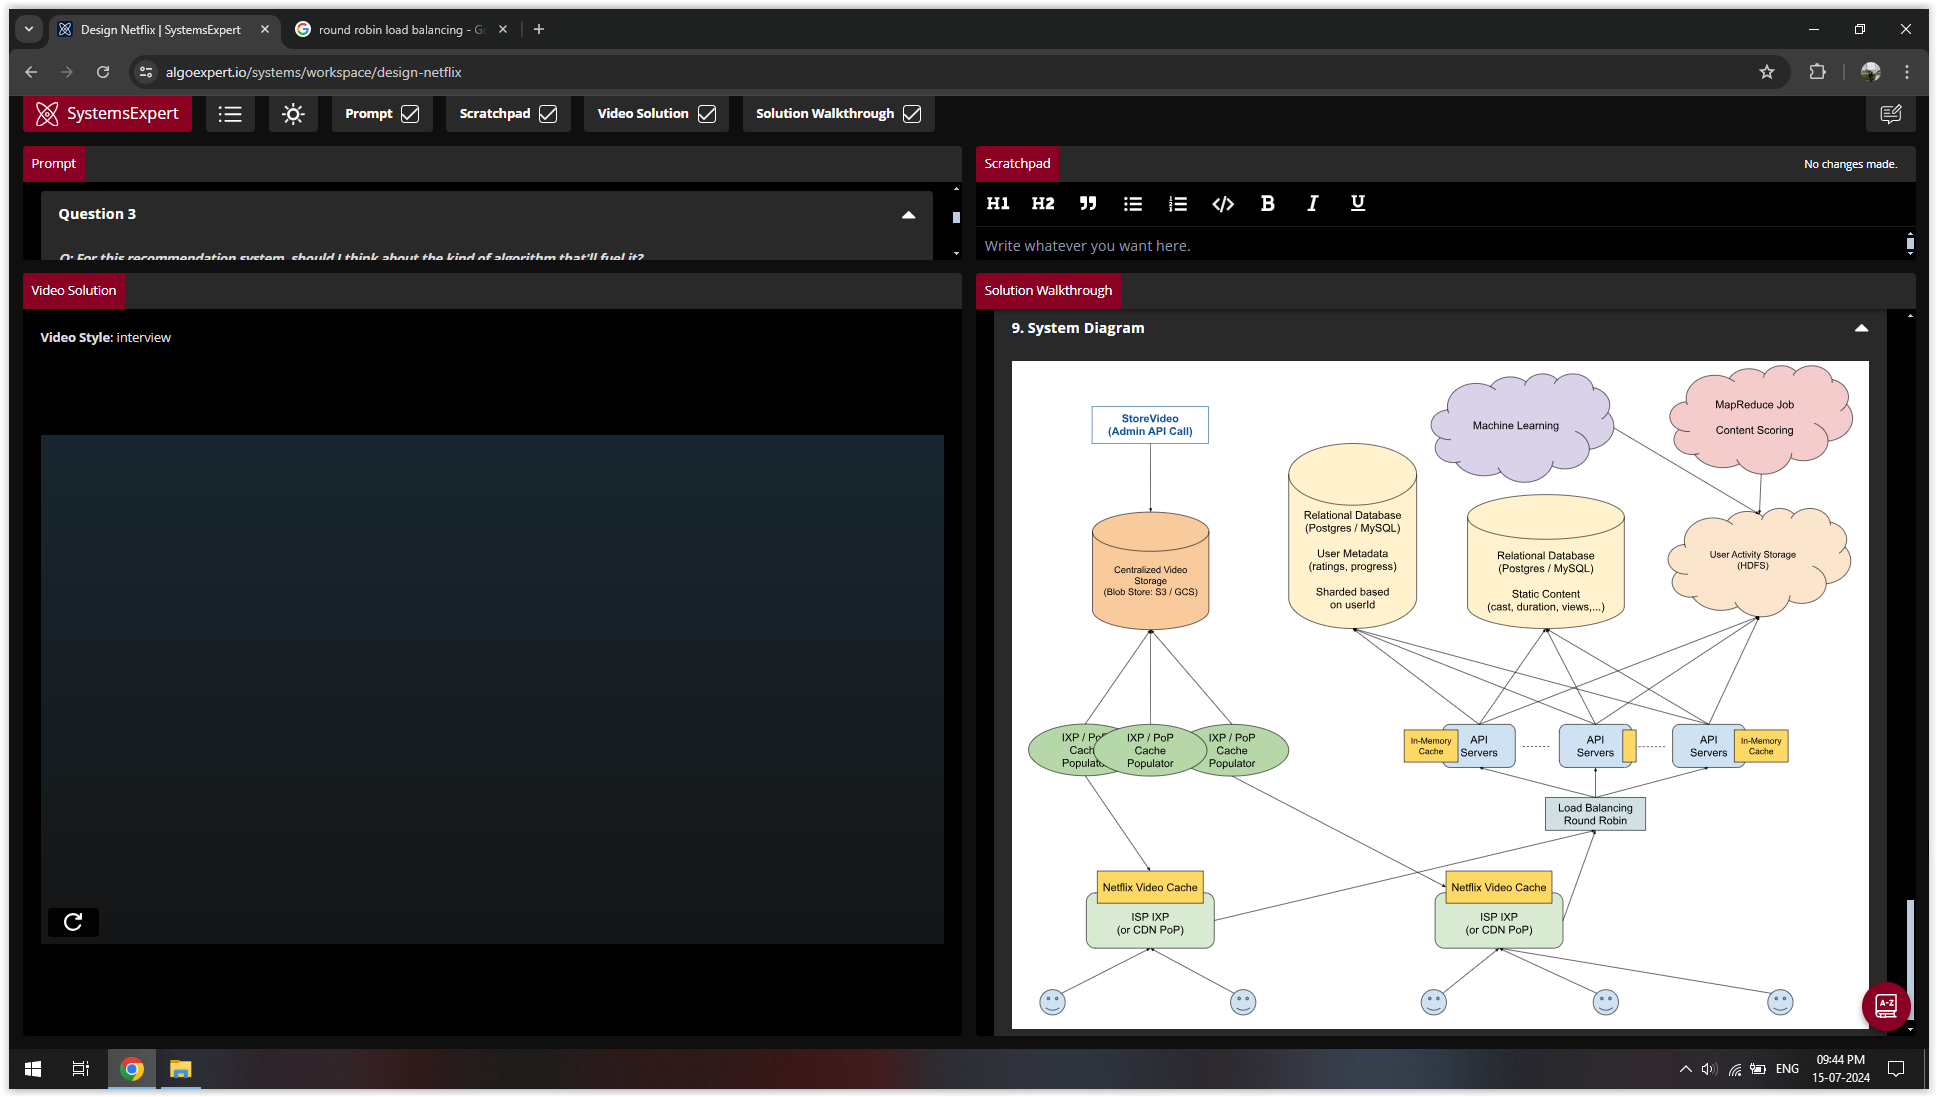 Design Netflix | SystemsExpert
round robin load balancing - Go
algoexpert.io/systems/workspace/design-netflix
SystemsExpert
Prompt
Scratchpad
Video Solution
Solution Walkthrough
Prompt
Question 3
Q: For this recommendation system, should I think about the kind of algorithm that'll fuel it?
Scratchpad
No changes made.
H1 H2 B I U
Write whatever you want here.
Video Solution
Video Style: interview
Solution Walkthrough
9. System Diagram
StoreVideo
(Admin API Call)
Machine Learning
MapReduce Job
Content Scoring
Relational Database
(Postgres / MySQL)
User Metadata
(ratings, progress)
Sharded based
on userId
Relational Database
(Postgres / MySQL)
Static Content
(cast, duration, views,...)
User Activity Storage
(HDFS)
Centralized Video
Storage
(Blob Store: S3 / GCS)
IXP / PoP
Cach
Populato
IXP / PoP
Cache
Populator
IXP / PoP
Cache
Populator
In-Memory
Cache
API
Servers
API
Servers
API
Servers
In-Memory
Cache
Load Balancing
Round Robin
Netflix Video Cache
ISP IXP
(or CDN PoP)
Netflix Video Cache
ISP IXP
(or CDN PoP)
A-Z
ENG
09:44 PM
15-07-2024